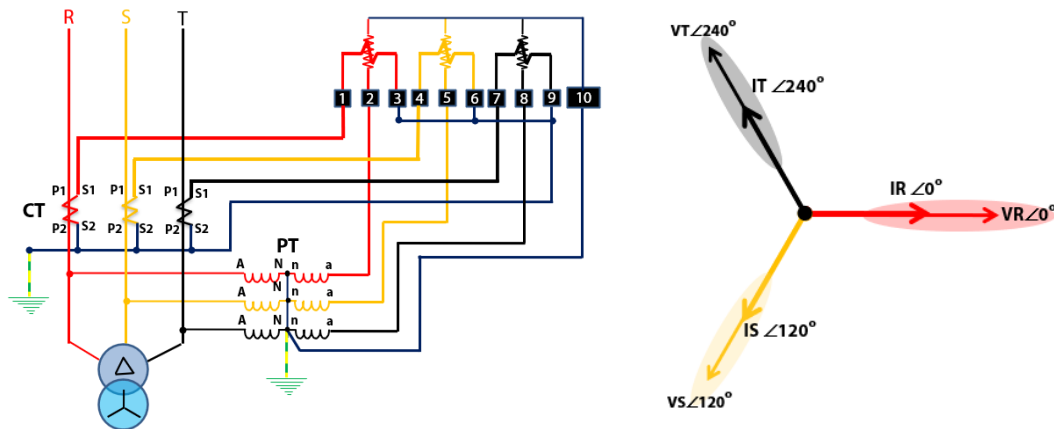 R S T
1 2 3 4 5 6 7 8 9 10
P1 S1 P1 S1 P1 S1
CT
P2 S2 P2 S2 P2 S2
PT
A N n a
A N n a
A N n a
VT∠240°
IT ∠240°
IR ∠0°
VR∠0°
IS ∠120°
VS∠120°